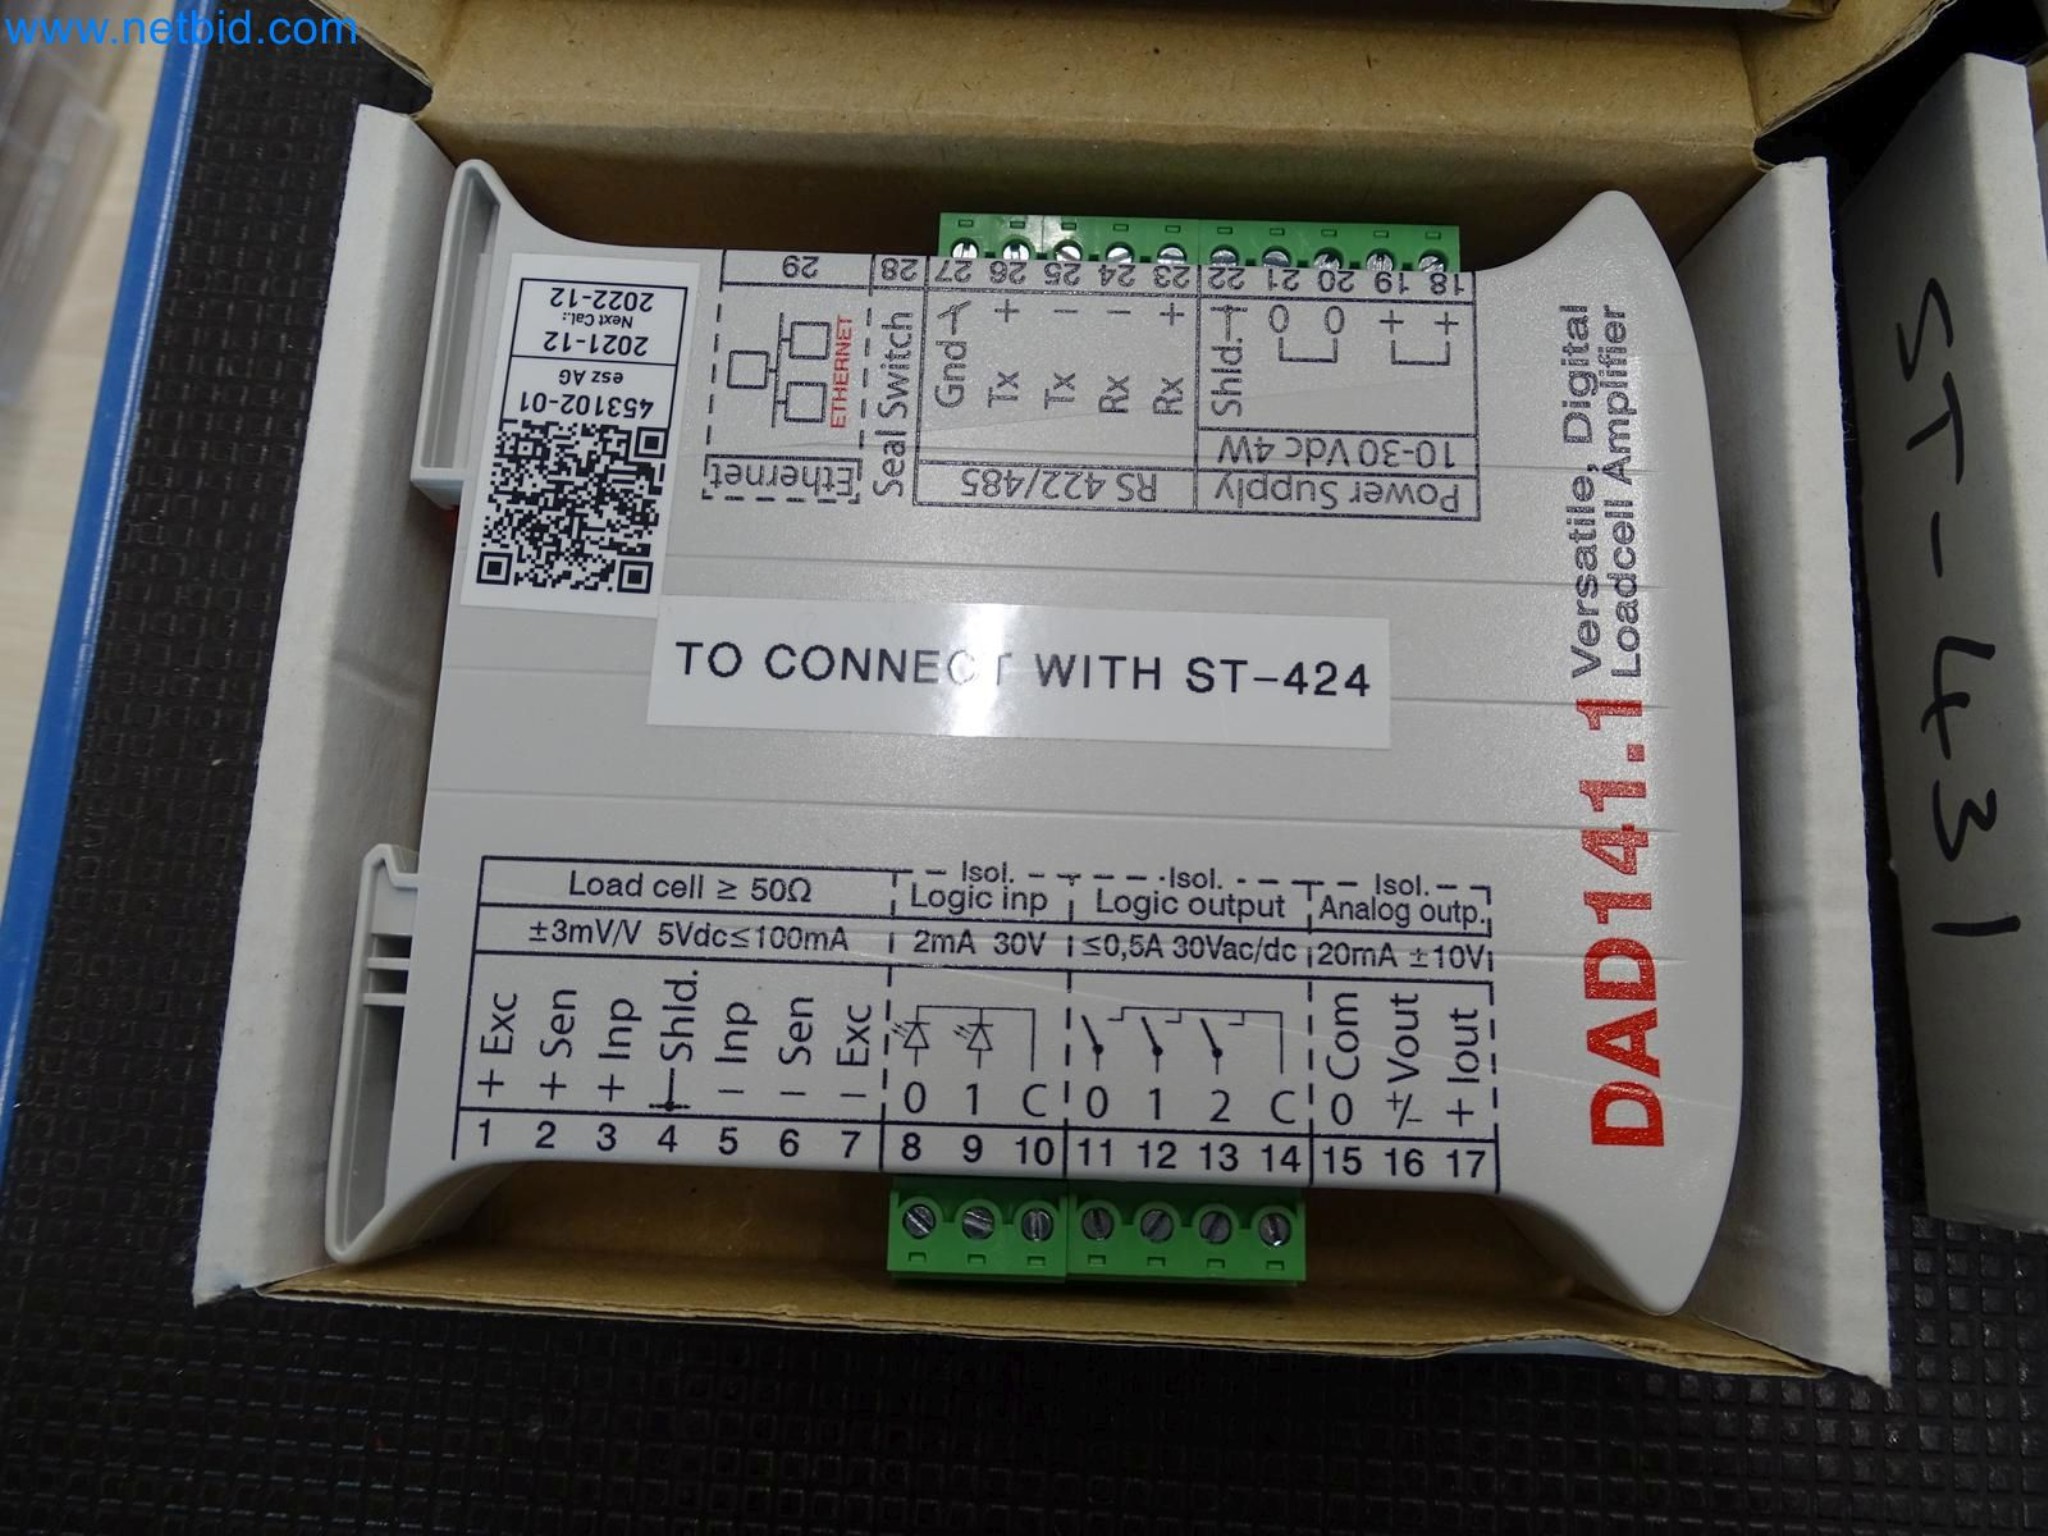 www.netbid.com
453102-01
esz AG
2021-12
Next Cal.:
2022-12
29 28 27 26 25 24 23 22 21 20 19 18
ETHERNET
Ethernet
Seal Switch
Gnd
Tx +
Tx −
Rx −
Rx +
Shld.
0 0 + +
10-30 Vdc 4W
RS 422/485
Power Supply
TO CONNECT WITH ST-424
DAD141.1
Versatile, Digital
Loadcell Amplifier
Load cell ≥ 50Ω
±3mV/V 5Vdc≤100mA
Isol.
Logic inp
2mA 30V
Isol.
Logic output
≤0,5A 30Vac/dc
Isol.
Analog outp.
20mA ±10V
+ Exc
+ Sen
+ Inp
Shld.
− Inp
− Sen
− Exc
0 1 C
0 1 2 C
0 Com
+/− Vout
+ Iout
1 2 3 4 5 6 7 8 9 10 11 12 13 14 15 16 17
ST-431